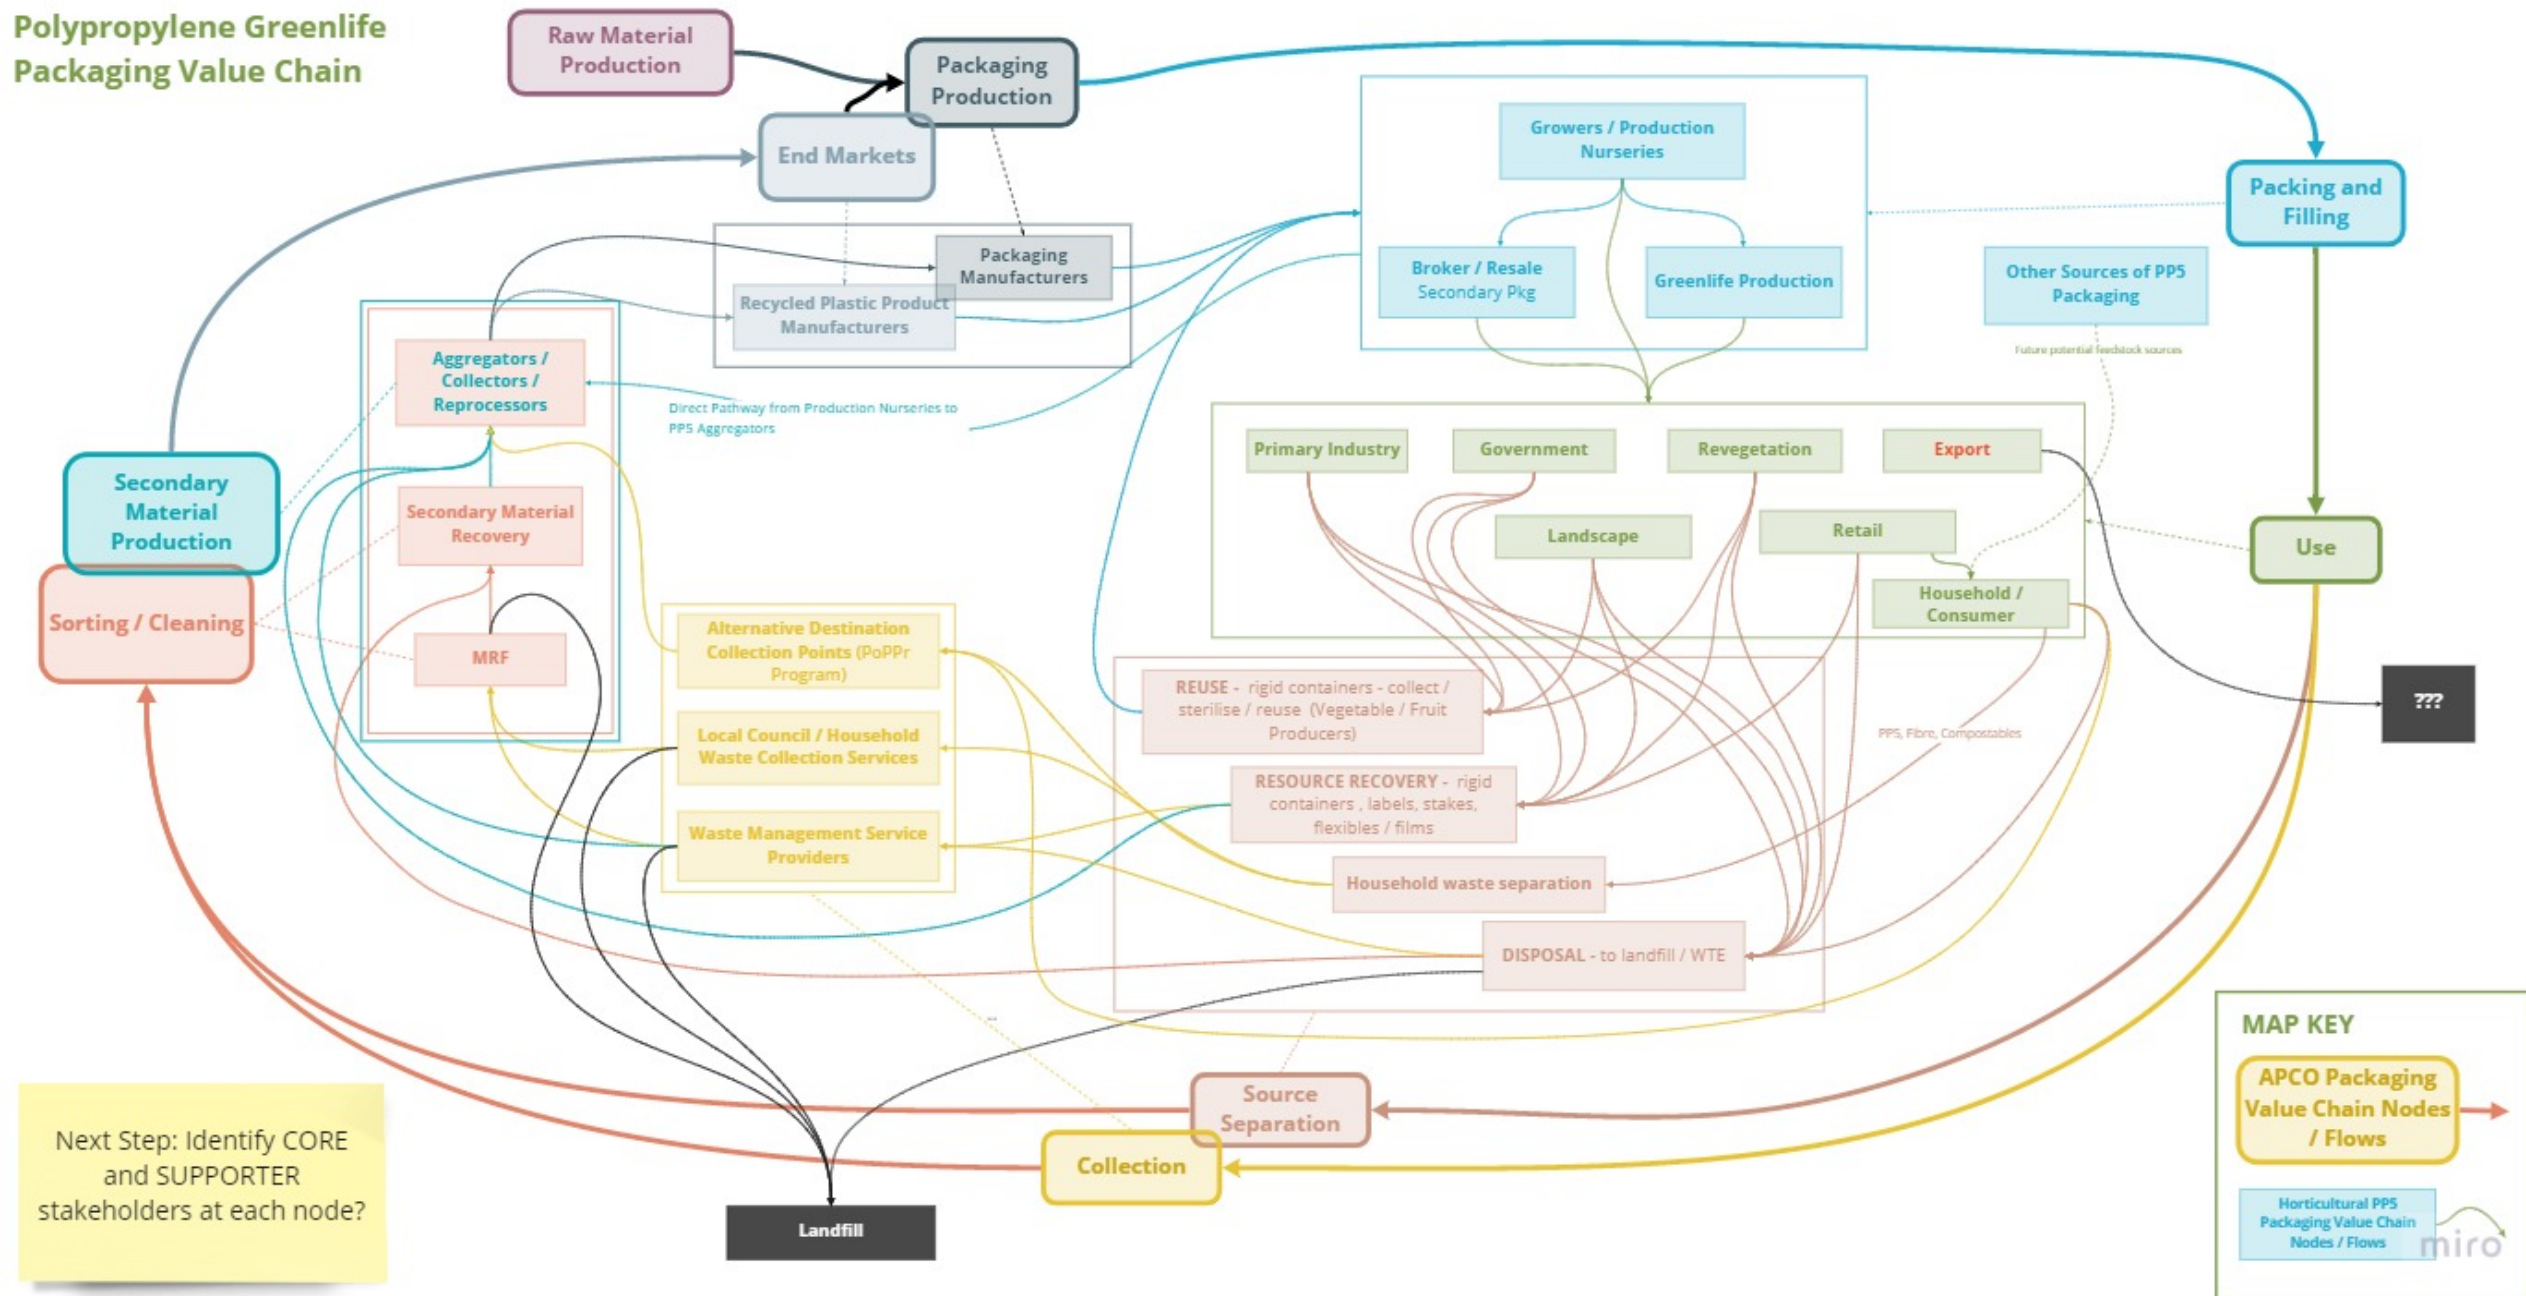 Polypropylene Greenlife
Packaging Value Chain
Raw Material
Production
Packaging
Production
End Markets
Growers / Production
Nurseries
Packing and
Filling
Broker / Resale
Secondary Pkg
Greenlife Production
Other Sources of PP5
Packaging
Future potential feedstock sources
Packaging
Manufacturers
Recycled Plastic Product
Manufacturers
Aggregators /
Collectors /
Reprocessors
Direct Pathway from Production Nurseries to
PP5 Aggregators
Primary Industry
Government
Revegetation
Export
Secondary
Material
Production
Secondary Material
Recovery
Landscape
Retail
Use
Household /
Consumer
Sorting / Cleaning
MRF
Alternative Destination
Collection Points (PoPPr
Program)
REUSE - rigid containers - collect /
sterilise / reuse (Vegetable / Fruit
Producers)
???
PP5, Fibre, Compostables
Local Council / Household
Waste Collection Services
RESOURCE RECOVERY - rigid
containers , labels, stakes,
flexibles / films
Waste Management Service
Providers
Household waste separation
DISPOSAL - to landfill / WTE
Source
Separation
Collection
Landfill
Next Step: Identify CORE
and SUPPORTER
stakeholders at each node?
MAP KEY
APCO Packaging
Value Chain Nodes
/ Flows
Horticultural PP5
Packaging Value Chain
Nodes / Flows
miro